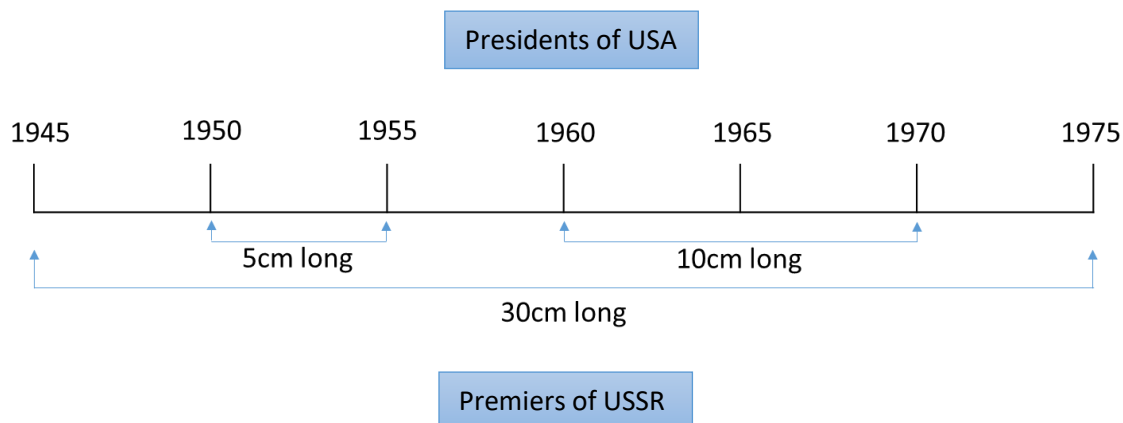 Presidents of USA
1945 1950 1955 1960 1965 1970 1975
5cm long 10cm long
30cm long
Premiers of USSR